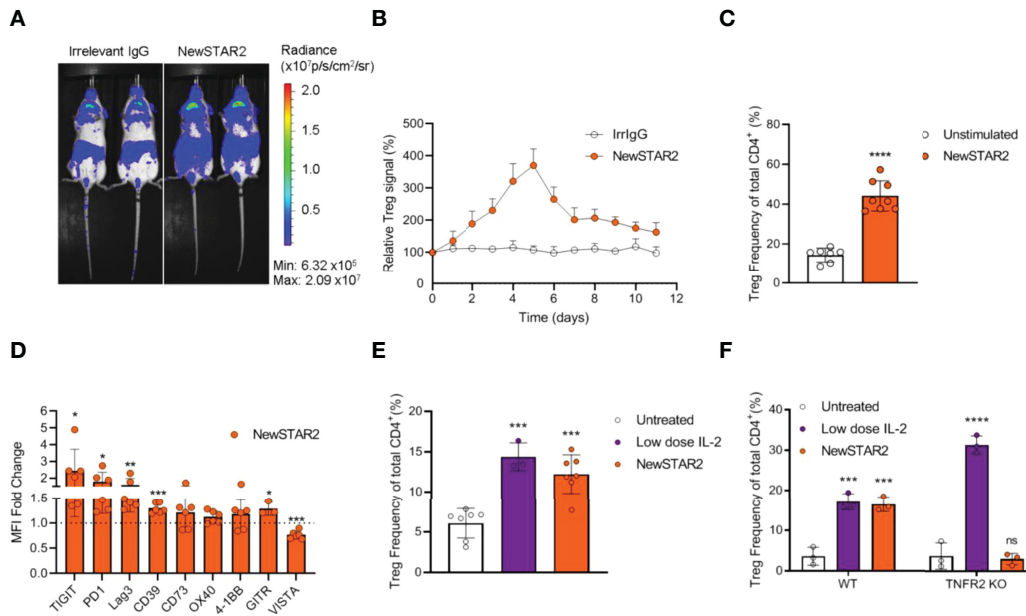 A
Irrelevant IgG
NewSTAR2
Radiance
(x10⁷p/s/cm²/sr)
2.0
1.5
1.0
0.5
Min: 6.32 x10⁵
Max: 2.09 x10⁷
B
Relative Treg signal (%)
500
400
300
200
100
0
IrrIgG
NewSTAR2
0 2 4 6 8 10 12
Time (days)
C
Treg Frequency of total CD4⁺(%)
80
60
40
20
0
Unstimulated
NewSTAR2
****
D
MFI Fold Change
6
5
4
3
2
1.5
1.0
0.5
0.0
NewSTAR2
* * ** *** * ***
TIGIT PD1 Lag3 CD39 CD73 OX40 4-1BB GITR VISTA
E
Treg Frequency of total CD4⁺(%)
20
15
10
5
0
Untreated
Low dose IL-2
NewSTAR2
*** ***
F
Treg Frequency of total CD4⁺(%)
40
30
20
10
0
Untreated
Low dose IL-2
NewSTAR2
*** *** **** ns
WT TNFR2 KO